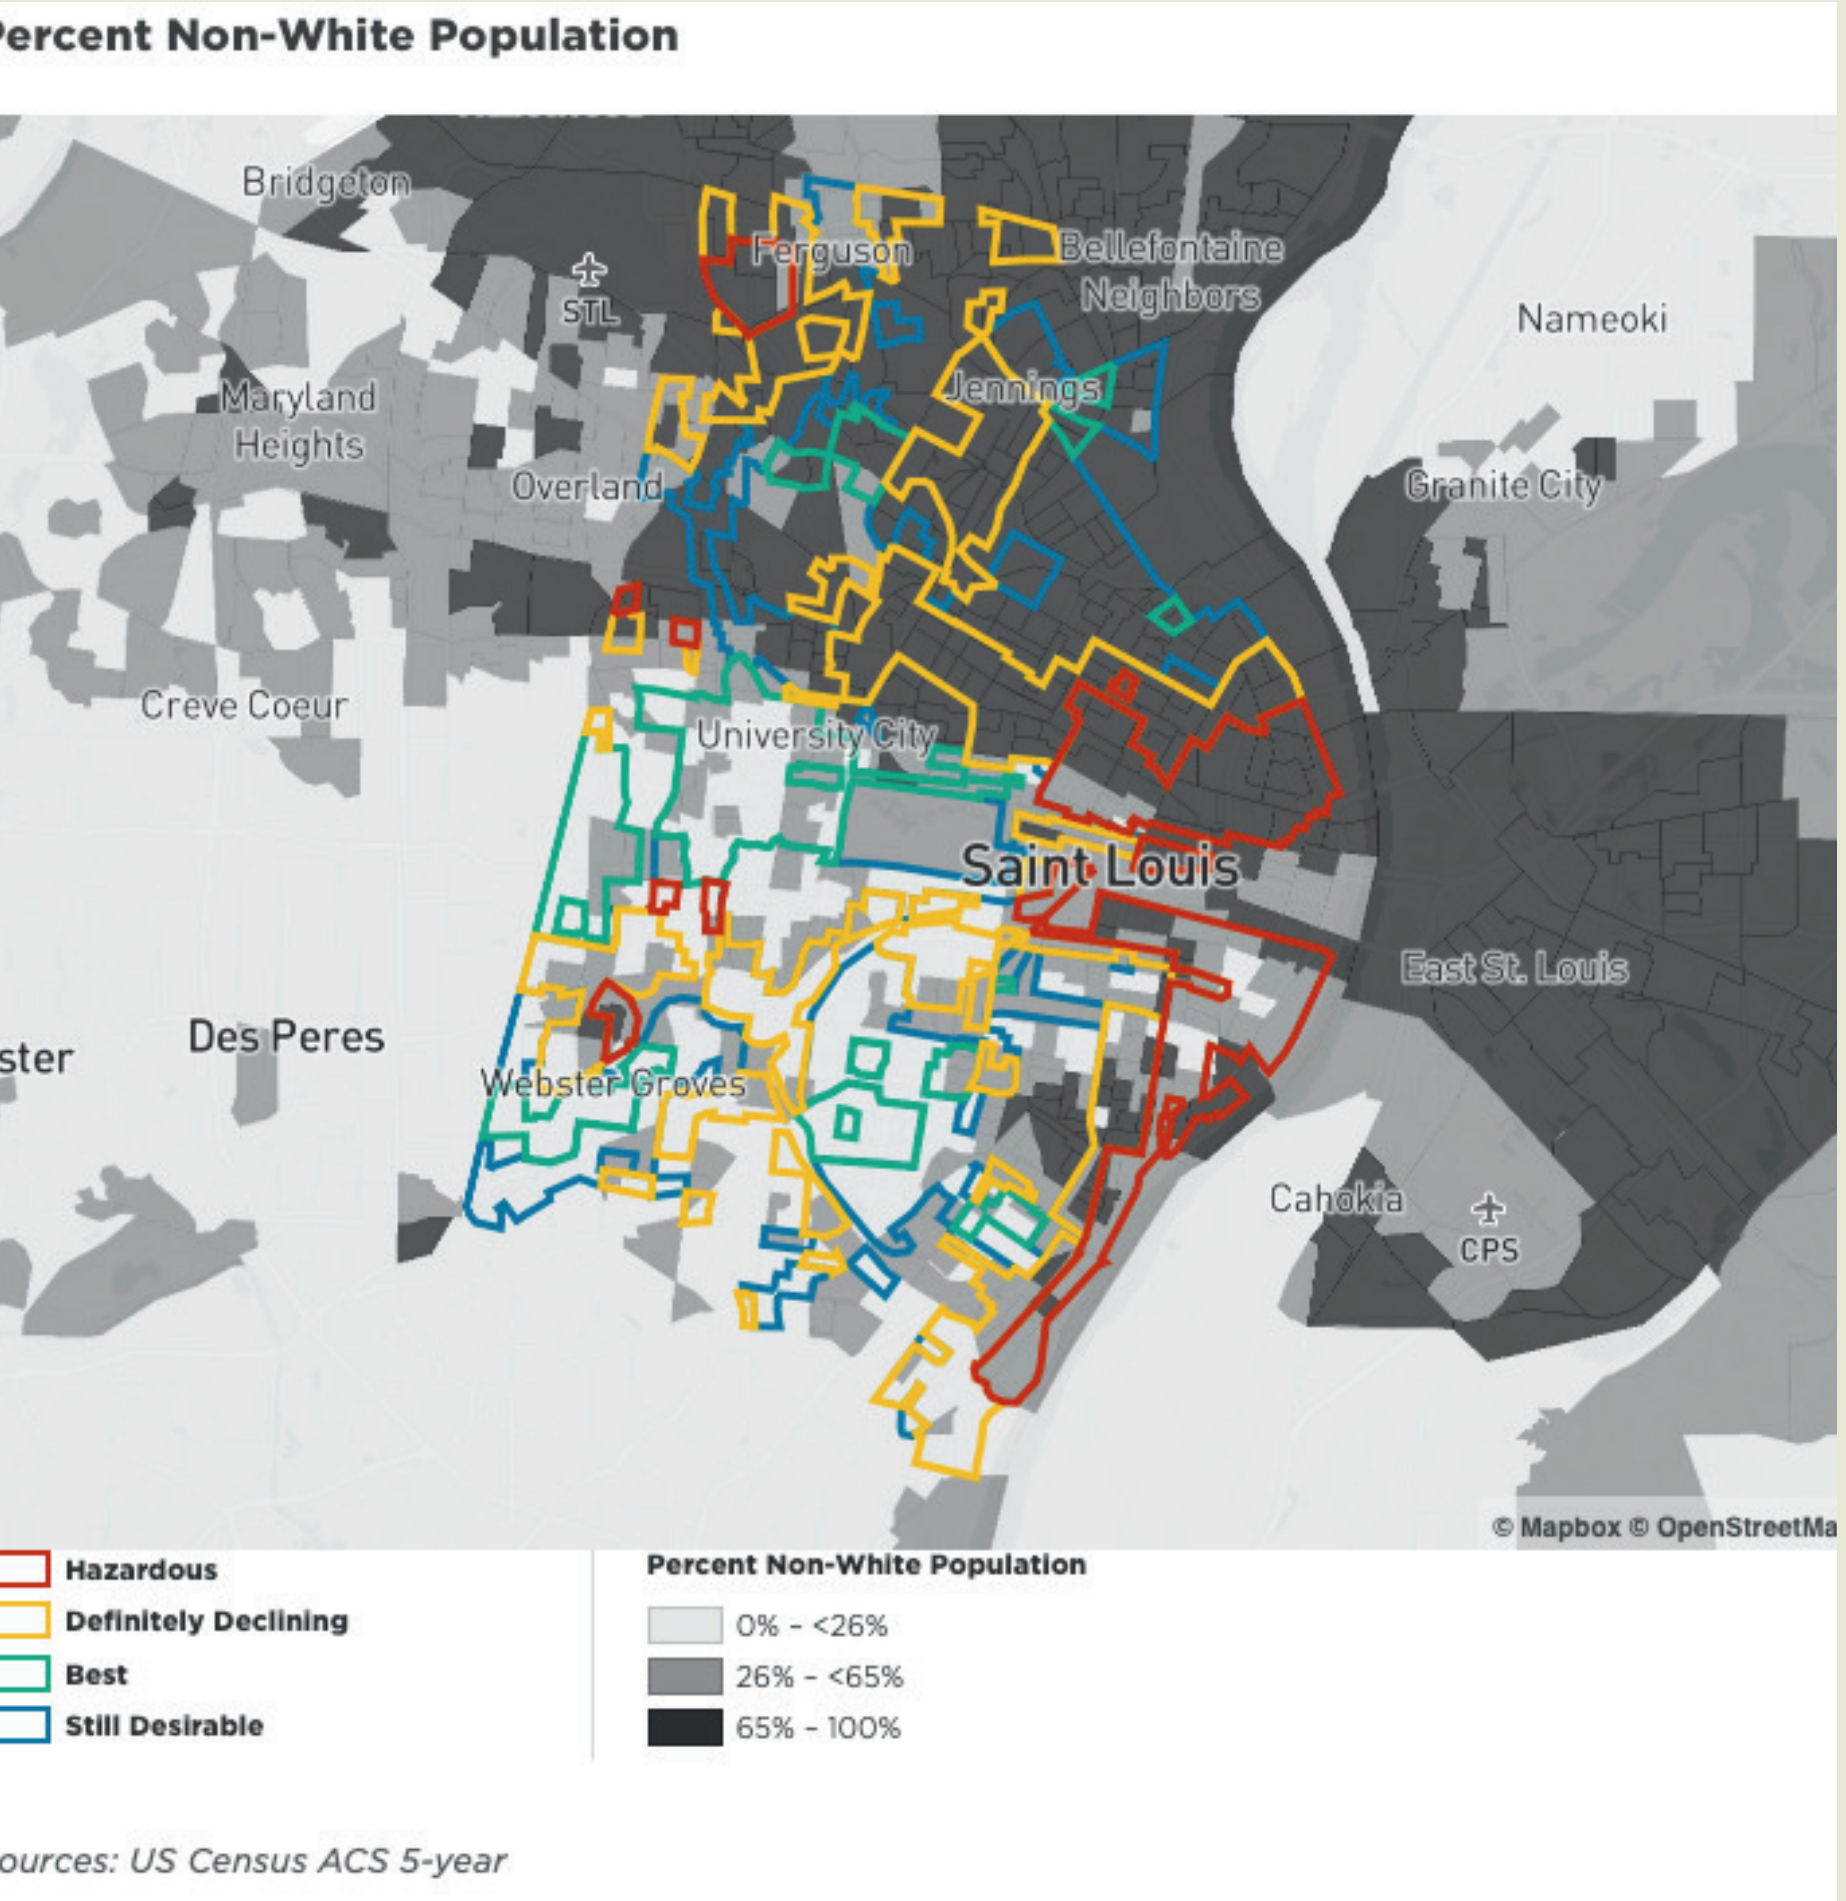 Percent Non-White Population
Bridgeton
Ferguson
Bellefontaine
Neighbors
STL
Nameoki
Maryland
Heights
Jennings
Overland
Granite City
Creve Coeur
University City
Saint Louis
East St. Louis
Des Peres
ster
Webster Groves
Cahokia
CPS
© Mapbox © OpenStreetMa
Hazardous
Definitely Declining
Best
Still Desirable
Percent Non-White Population
0% - <26%
26% - <65%
65% - 100%
ources: US Census ACS 5-year